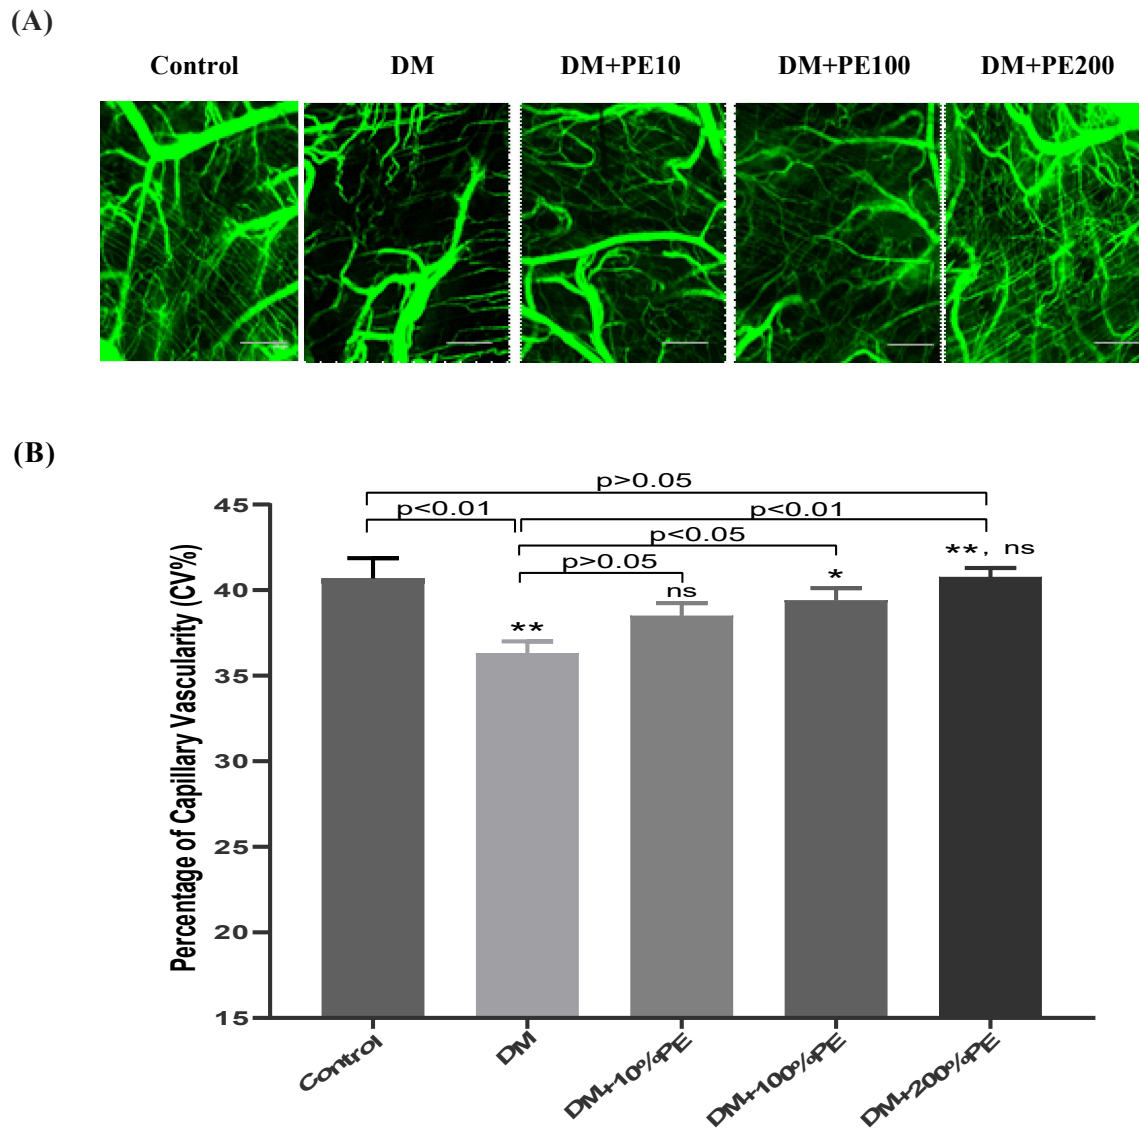 (A)
Control DM DM+PE10 DM+PE100 DM+PE200
(B)
p>0.05
p<0.01 p<0.01
p<0.05
p>0.05
** ns * **, ns
Percentage of Capillary Vascularity (CV%)
45
40
35
30
25
20
15
Control DM DM+10%PE DM+100%PE DM+200%PE